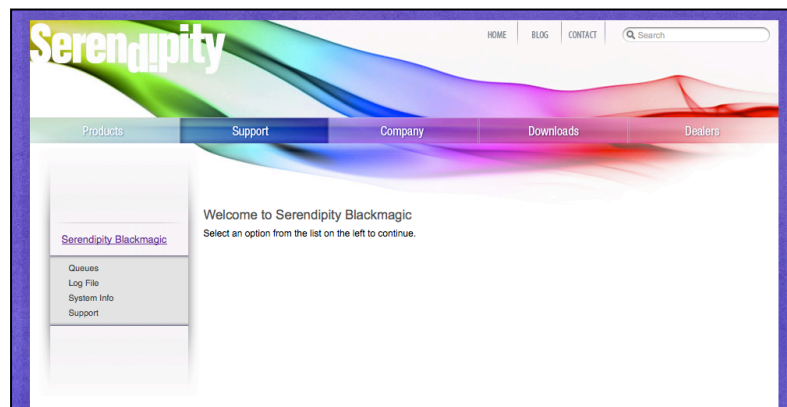 Serendipity
HOME BLOG CONTACT Search
Products Support Company Downloads Dealers
Serendipity Blackmagic
Queues
Log File
System Info
Support
Welcome to Serendipity Blackmagic
Select an option from the list on the left to continue.